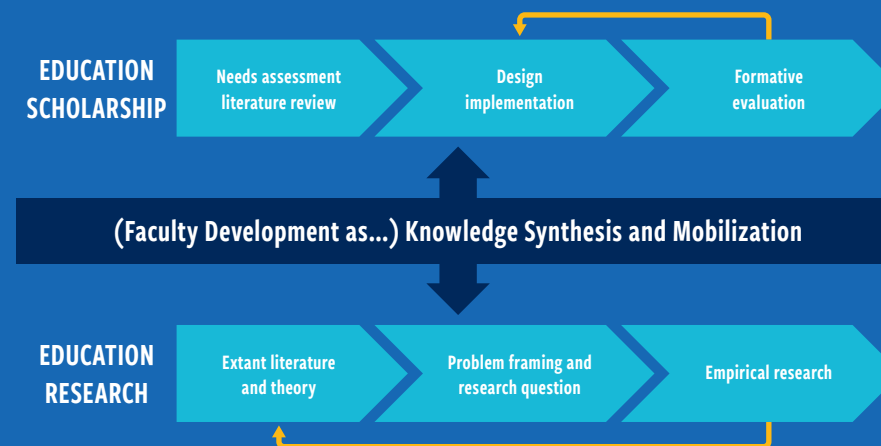 EDUCATION
SCHOLARSHIP
Needs assessment
literature review
Design
implementation
Formative
evaluation
(Faculty Development as...) Knowledge Synthesis and Mobilization
EDUCATION
RESEARCH
Extant literature
and theory
Problem framing and
research question
Empirical research